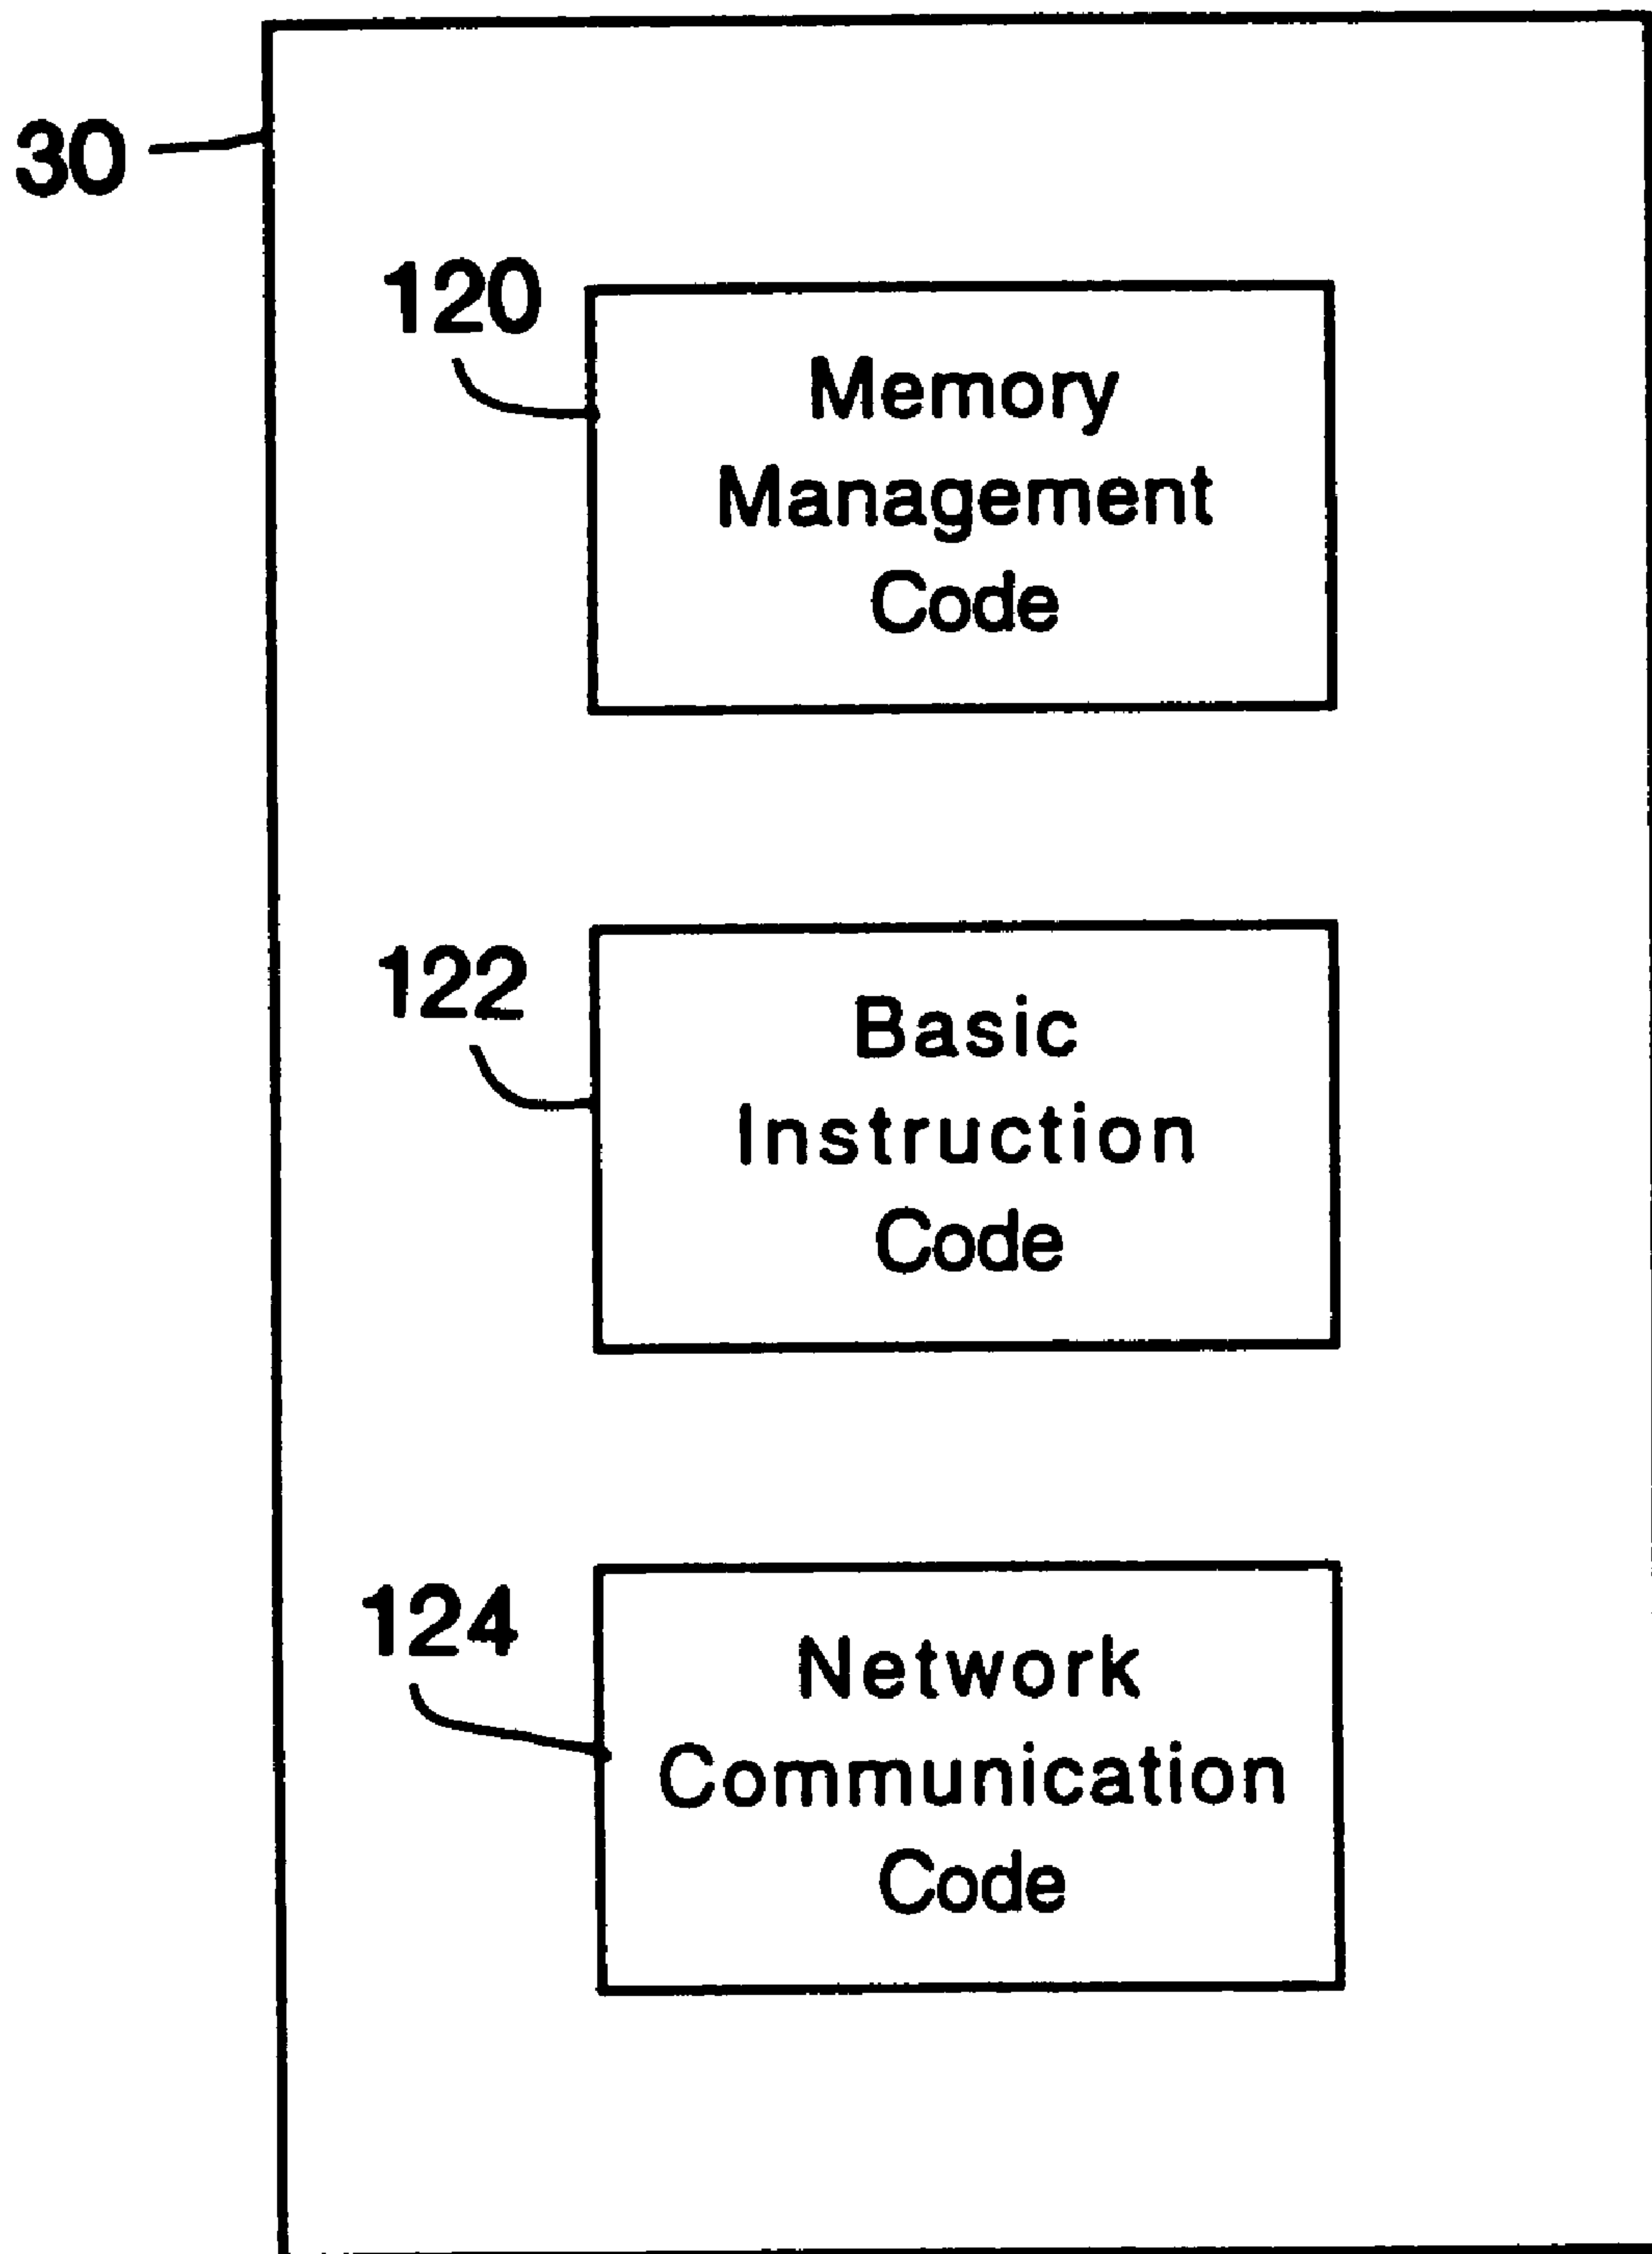 30
120
Memory
Management
Code
122
Basic
Instruction
Code
124
Network
Communication
Code